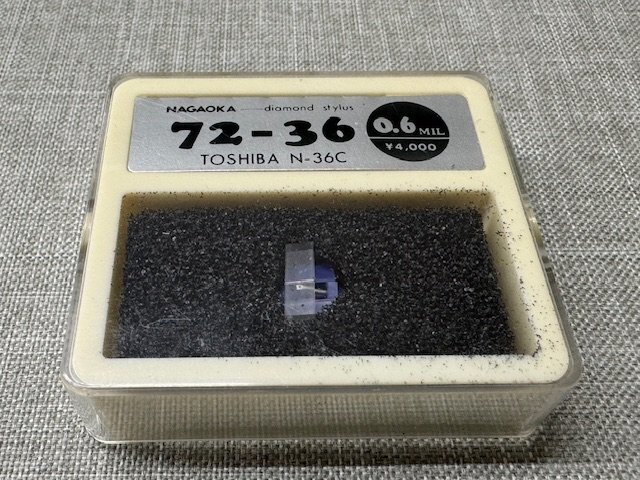 NAGAOKA diamond stylus
72-36
TOSHIBA N-36C
0.6 MIL
¥4,000